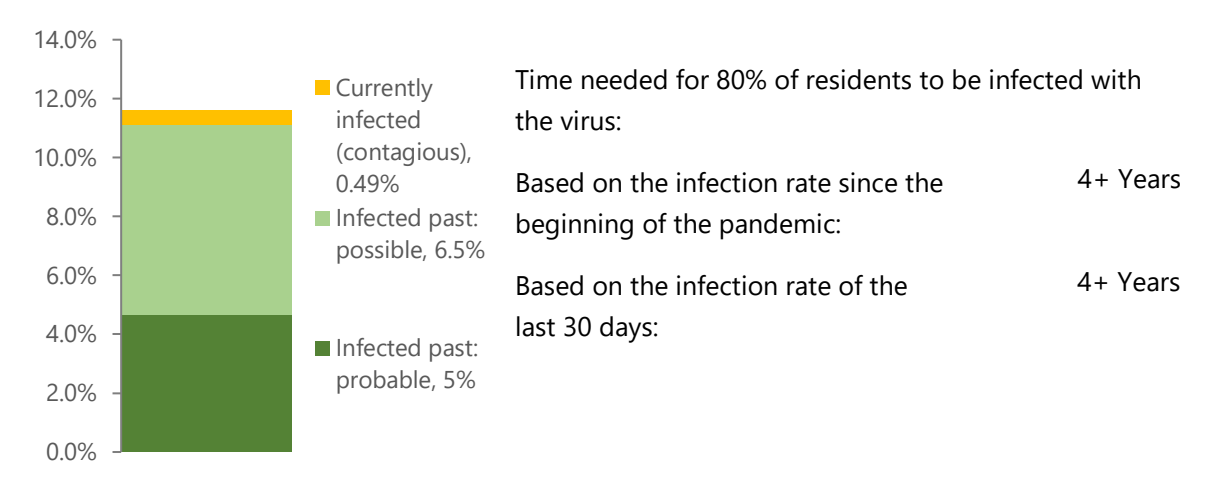 14.0%
12.0%
10.0%
8.0%
6.0%
4.0%
2.0%
0.0%
Currently
infected
(contagious),
0.49%
Infected past:
possible, 6.5%
Infected past:
probable, 5%
Time needed for 80% of residents to be infected with
the virus:
Based on the infection rate since the
beginning of the pandemic:
4+ Years
Based on the infection rate of the
last 30 days:
4+ Years